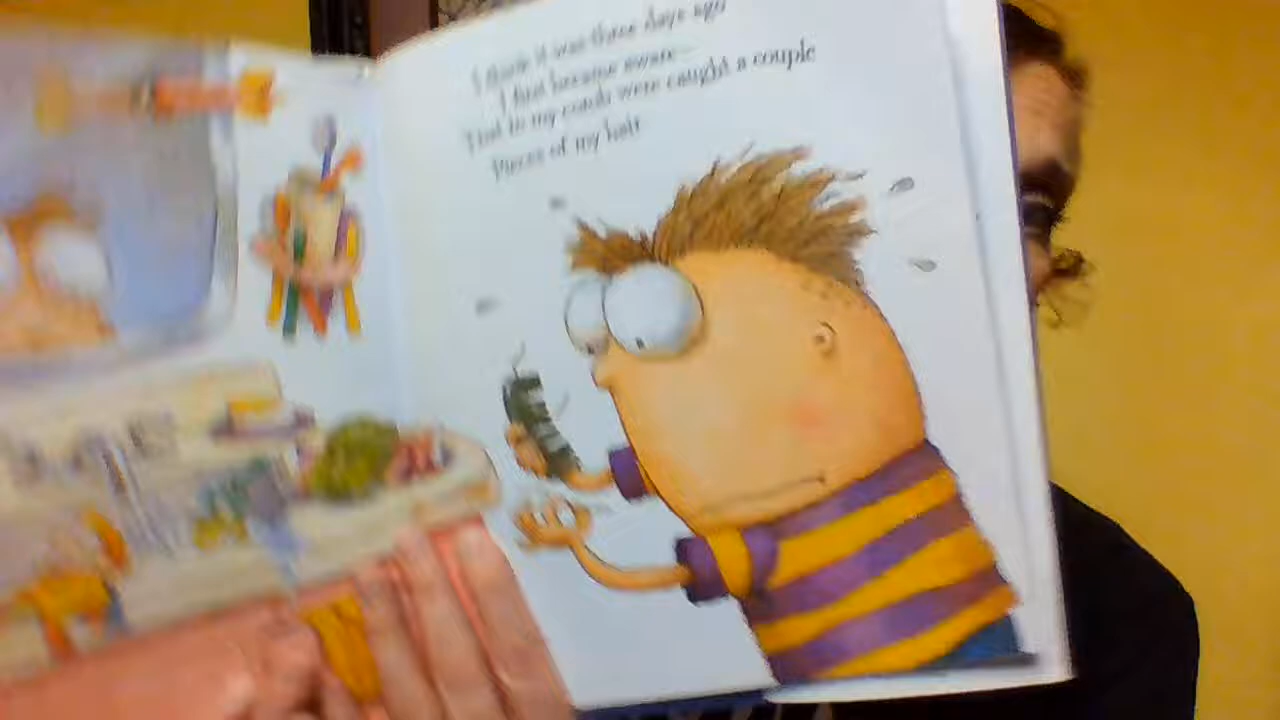 I think it was three days ago
I first became aware—
That in my comb were caught a couple
Pieces of my hair